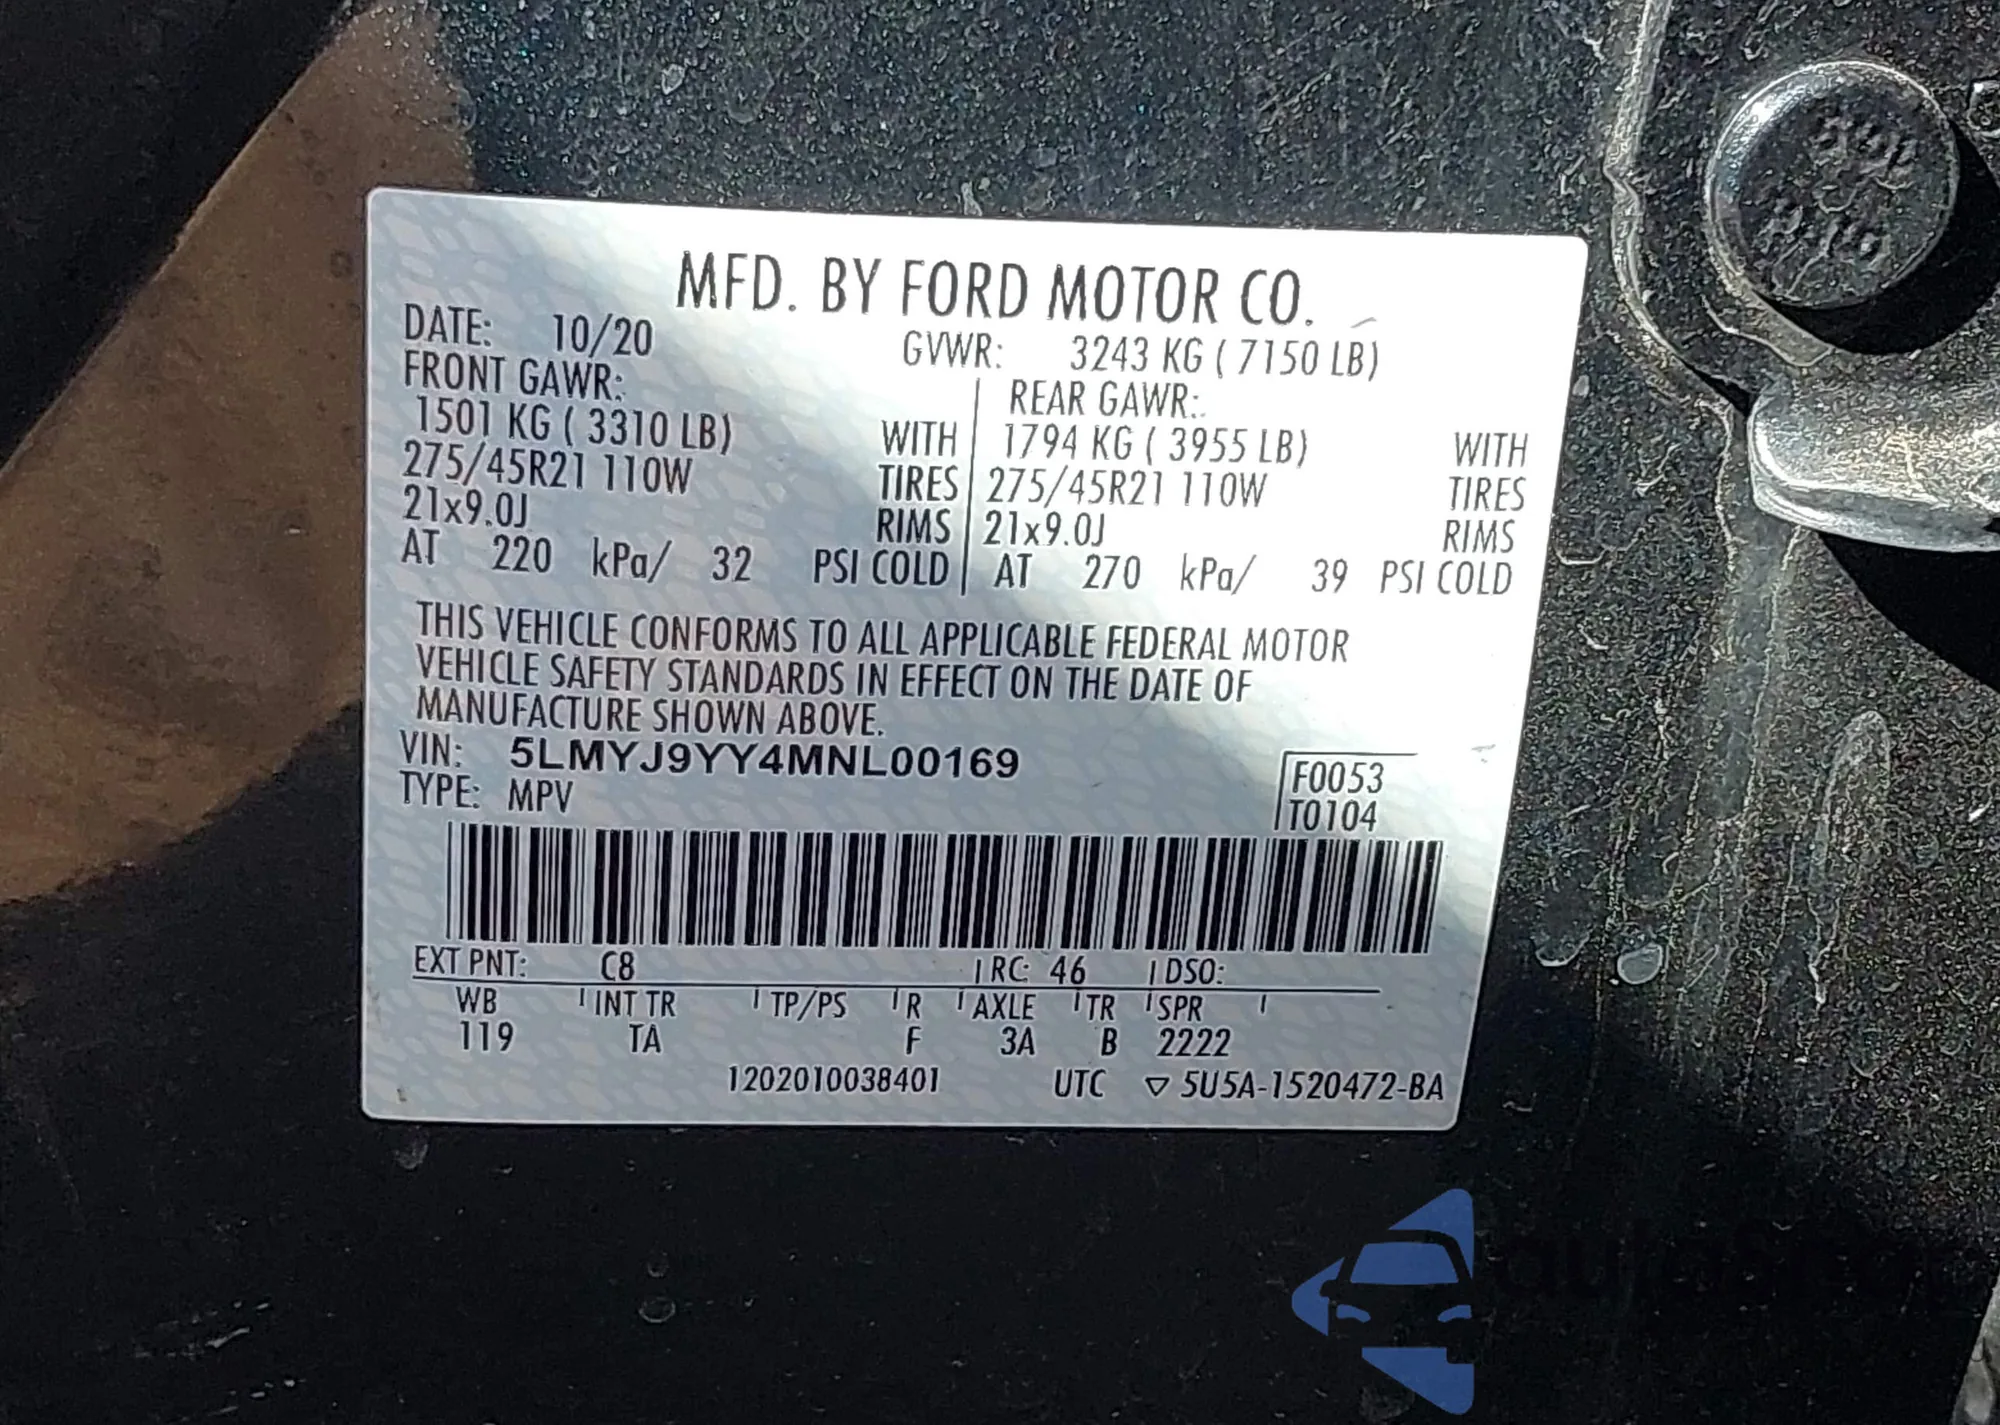 MFD. BY FORD MOTOR CO.
DATE: 10/20 GVWR: 3243 KG ( 7150 LB)
FRONT GAWR: REAR GAWR:
1501 KG ( 3310 LB) WITH 1794 KG ( 3955 LB) WITH
275/45R21 110W TIRES 275/45R21 110W TIRES
21x9.0J RIMS 21x9.0J RIMS
AT 220 kPa/ 32 PSI COLD AT 270 kPa/ 39 PSI COLD
THIS VEHICLE CONFORMS TO ALL APPLICABLE FEDERAL MOTOR
VEHICLE SAFETY STANDARDS IN EFFECT ON THE DATE OF
MANUFACTURE SHOWN ABOVE.
VIN: 5LMYJ9YY4MNL00169
TYPE: MPV
F0053
T0104
EXT PNT: C8 RC: 46 DSO:
WB INT TR TP/PS R AXLE TR SPR
119 TA F 3A B 2222
1202010038401 UTC ▽ 5U5A-1520472-BA